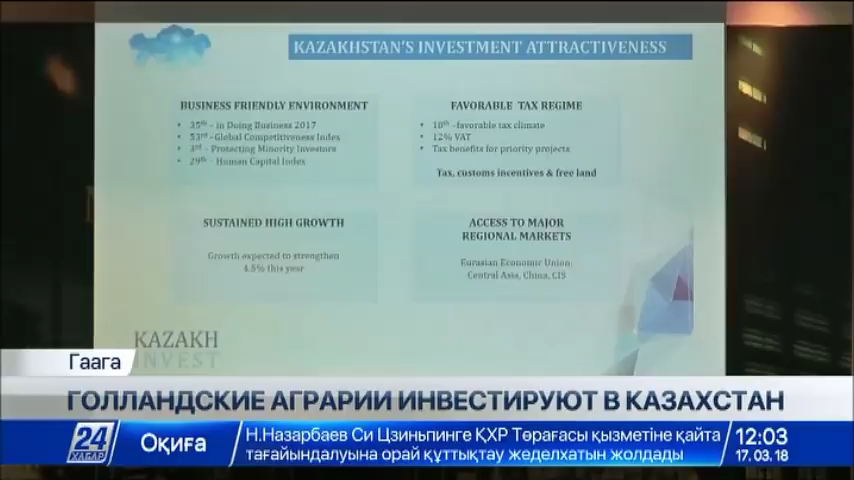 KAZAKHSTAN'S INVESTMENT ATTRACTIVENESS
BUSINESS FRIENDLY ENVIRONMENT
• 35th – in Doing Business 2017
• 53rd –Global Competitiveness Index
• 3rd – Protecting Minority Investors
• 29th – Human Capital Index
FAVORABLE TAX REGIME
• 10th –favorable tax climate
• 12% VAT
• Tax benefits for priority projects
Tax, customs incentives & free land
SUSTAINED HIGH GROWTH
Growth expected to strengthen
4.5% this year
ACCESS TO MAJOR
REGIONAL MARKETS
Eurasian Economic Union
Central Asia, China, CIS
KAZAKH
INVEST
Гаага
ГОЛЛАНДСКИЕ АГРАРИИ ИНВЕСТИРУЮТ В КАЗАХСТАН
24
ХАБАР
Оқиға
Н.Назарбаев Си Цзиньпинге ҚХР Төрағасы қызметіне қайта
тағайындалуына орай құттықтау жеделхатын жолдады
12:03
17.03.18